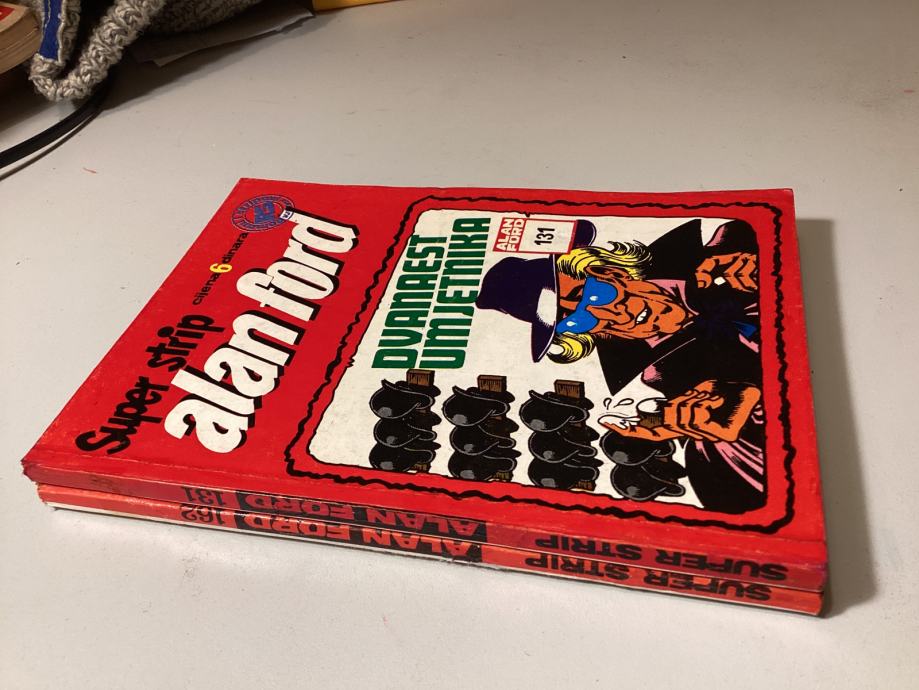 Super strip
cijena 6 dinara
alan ford
DVANAEST
UMJETNIKA
ALAN
FORD
131
SUPER STRIP ALAN FORD 131
SUPER STRIP ALAN FORD 162